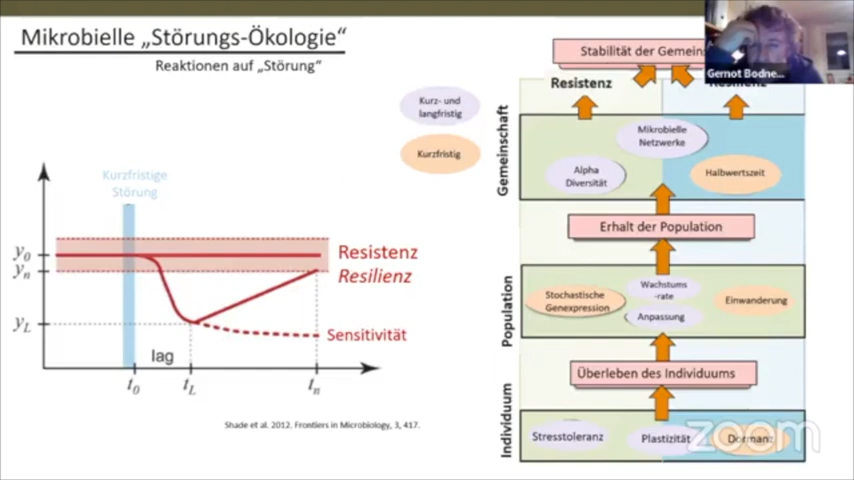 Mikrobielle „Störungs-Ökologie“
Reaktionen auf „Störung“
Kurzfristige
Störung
y0
yn
yL
Resistenz
Resilienz
Sensitivität
lag
t0
tL
tn
Shade et al. 2012. Frontiers in Microbiology, 3, 417.
Kurz- und
langfristig
Kurzfristig
Stabilität der
Gernot Bodne...
Resistenz
Gemeinschaft
Mikrobielle
Netzwerke
Alpha
Diversität
Halbwertszeit
Erhalt der Population
Population
Stochastische
Genexpression
Wachstums
-rate
Anpassung
Einwanderung
Überleben des Individuums
Individuum
Stresstoleranz
Plastizität
Dormanz
zoom